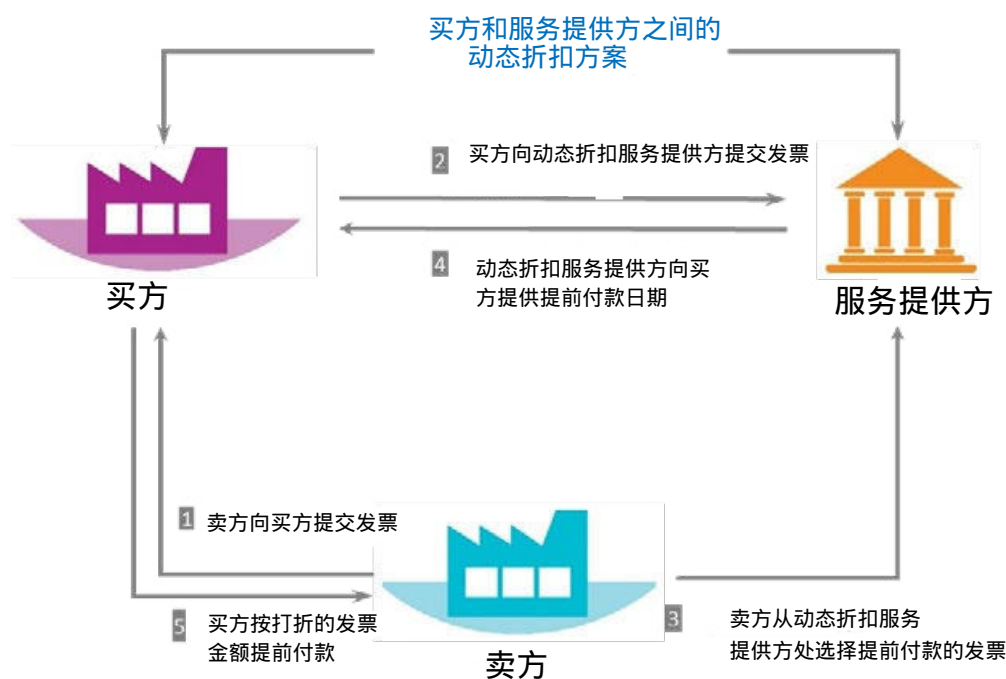 买方和服务提供方之间的
动态折扣方案
2 买方向动态折扣服务提供方提交发票
4 动态折扣服务提供方向买
方提供提前付款日期
买方
服务提供方
1 卖方向买方提交发票
5 买方按打折的发票
金额提前付款
3 卖方从动态折扣服务
提供方处选择提前付款的发票
卖方